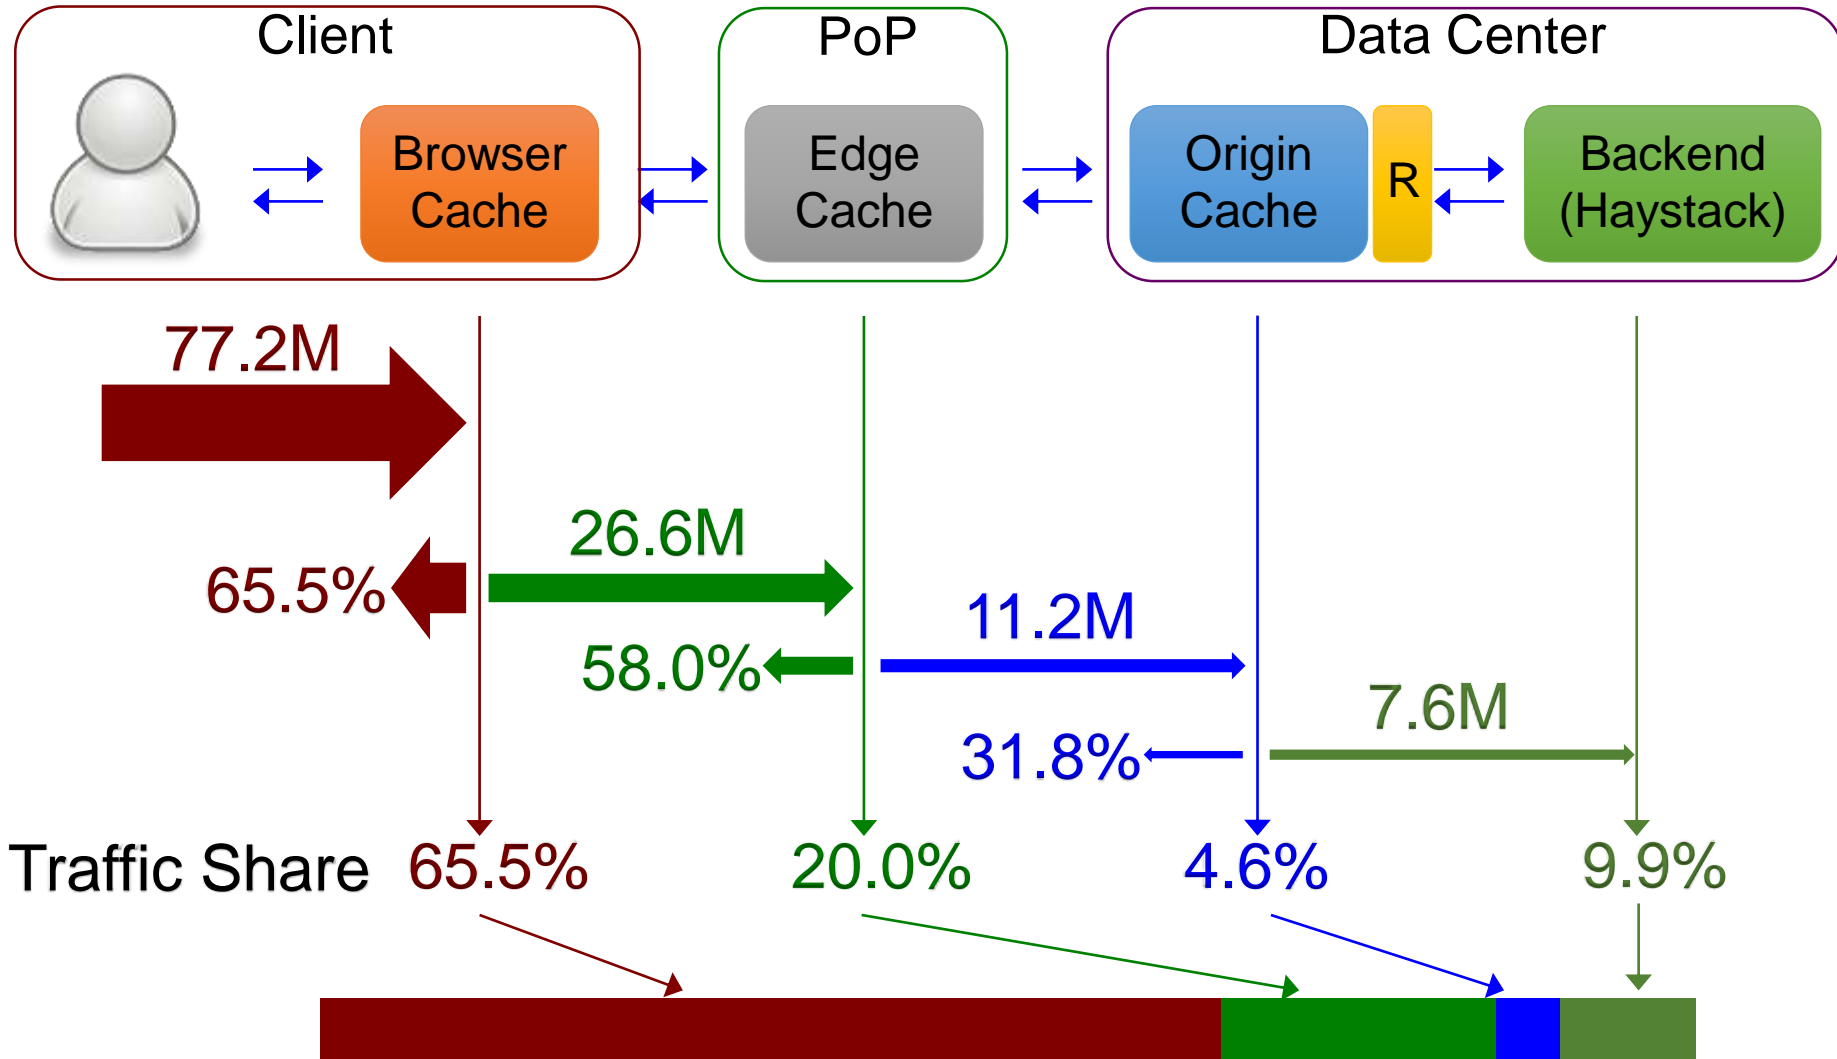 Client
PoP
Data Center
Browser
Cache
Edge
Cache
Origin
Cache
R
Backend
(Haystack)
77.2M
65.5%
26.6M
58.0%
11.2M
31.8%
7.6M
Traffic Share 65.5% 20.0% 4.6% 9.9%